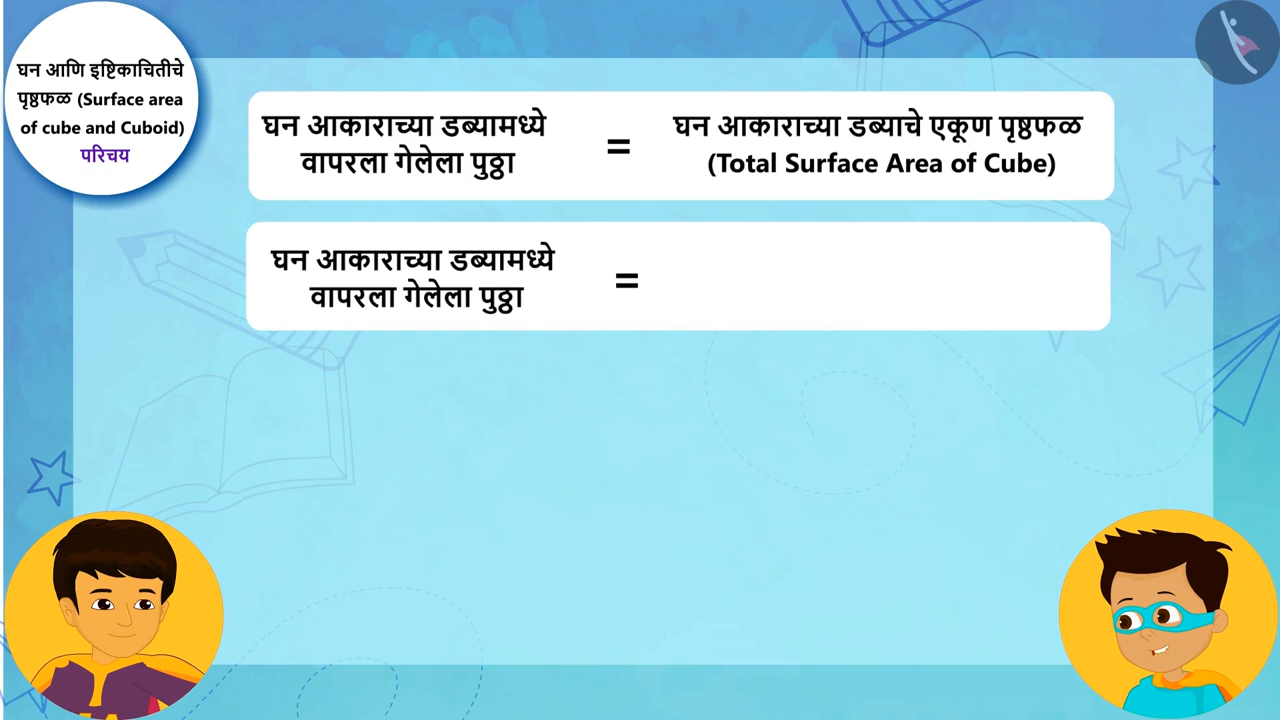 घन आणि इष्टिकाचितीचे
पृष्ठफळ (Surface area
of cube and Cuboid)
परिचय
घन आकाराच्या डब्यामध्ये
वापरला गेलेला पुठ्ठा
=
घन आकाराच्या डब्याचे एकूण पृष्ठफळ
(Total Surface Area of Cube)
घन आकाराच्या डब्यामध्ये
वापरला गेलेला पुठ्ठा
=